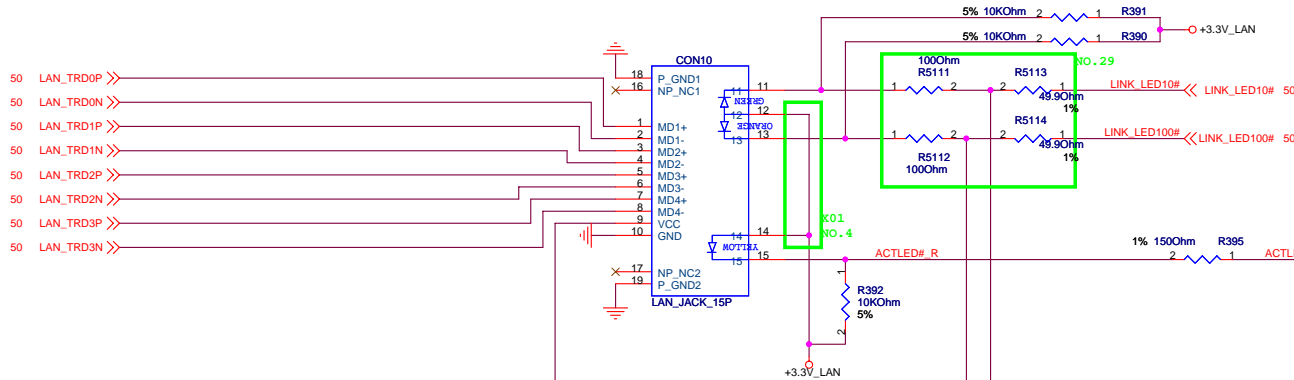 5% 10KOhm 2 1 R391
+3.3V_LAN
5% 10KOhm 2 1 R390
CON10
100Ohm
R5111
NO.29
R5113
50 LAN_TRD0P
18 P_GND1
16 NP_NC1
11 11
GREEN
1 2 2 1
49.9Ohm
1%
LINK_LED10#
LINK_LED10# 50
50 LAN_TRD0N
12 12
ORANGE
50 LAN_TRD1P
1 MD1+
2 MD1-
13 13
R5114
1 2 2 1
49.9Ohm
1%
LINK_LED100#
LINK_LED100# 50
50 LAN_TRD1N
3 MD2+
4 MD2-
R5112
100Ohm
50 LAN_TRD2P
5 MD3+
50 LAN_TRD2N
6 MD3-
7 MD4+
50 LAN_TRD3P
8 MD4-
9 VCC
X01
NO.4
10 GND
14 14
YELLOW
50 LAN_TRD3N
15 15
ACTLED#_R
1% 150Ohm R395
2 1
ACTL
17 NP_NC2
19 P_GND2
LAN_JACK_15P
1
R392
10KOhm
5%
2
+3.3V_LAN